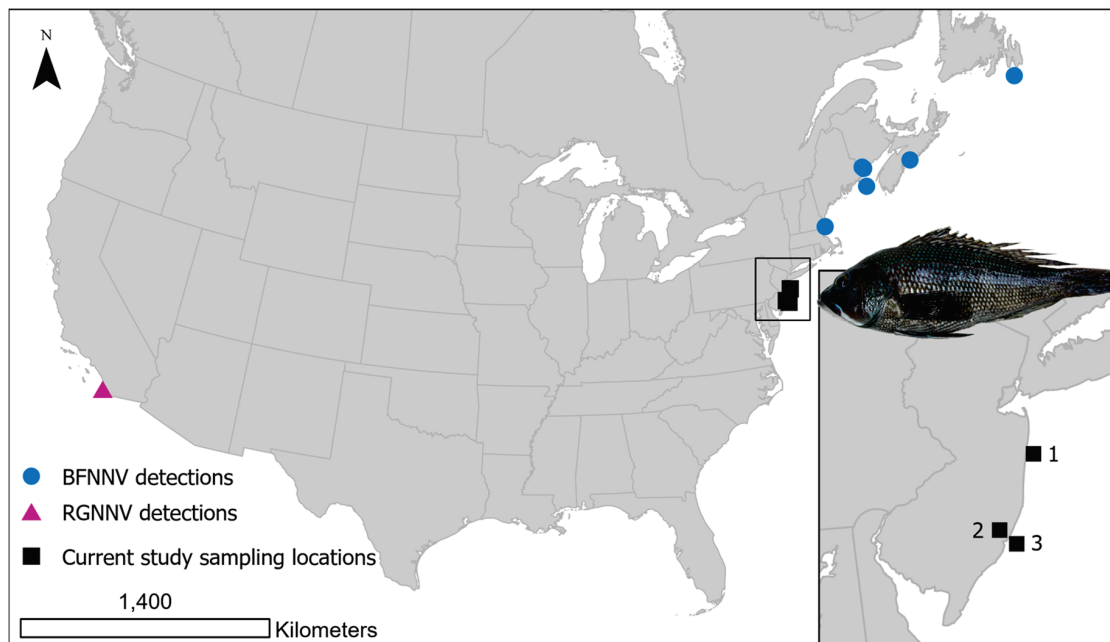 N
BFNNV detections
RGNNV detections
Current study sampling locations
1,400
Kilometers
1
2
3